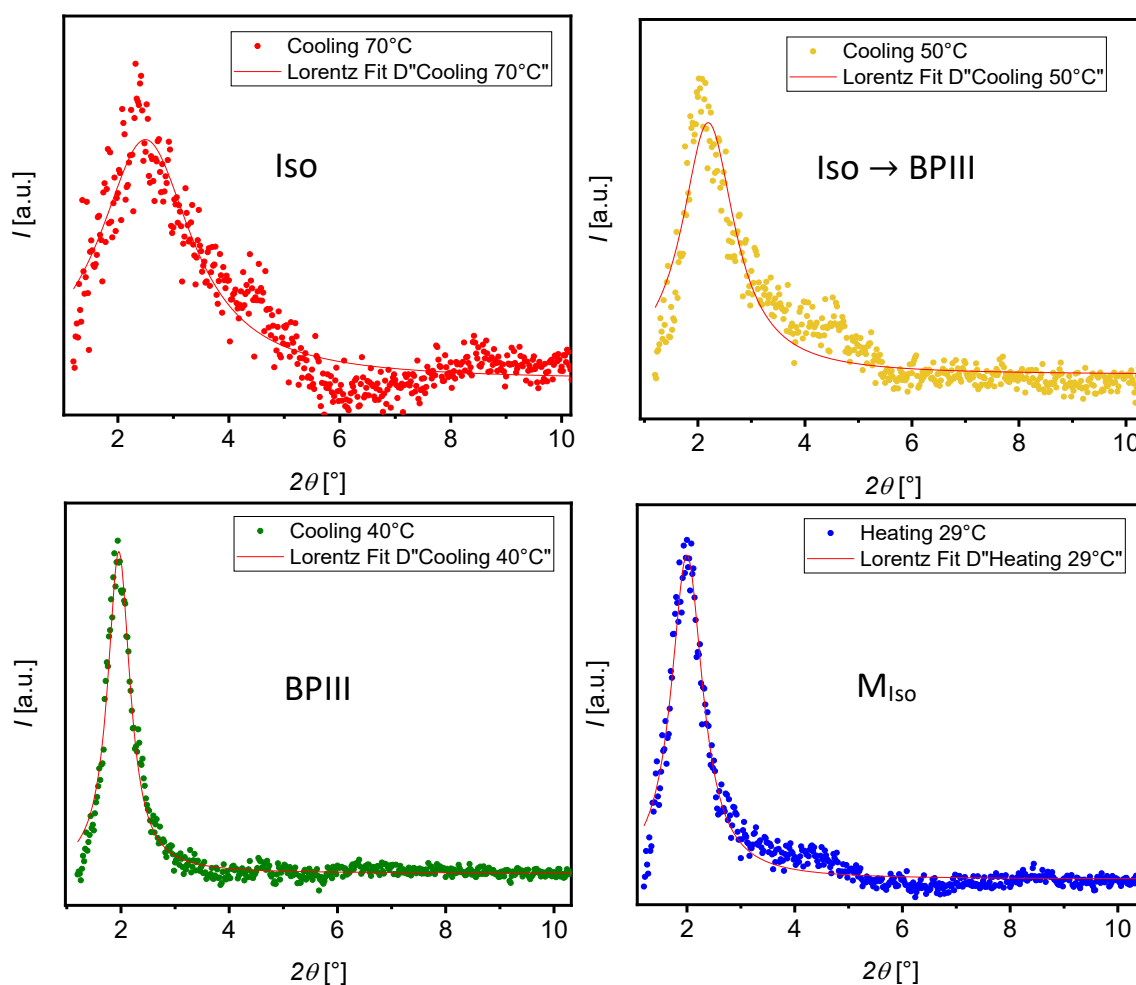 Cooling 70°C
Lorentz Fit D"Cooling 70°C"
Iso
I [a.u.]
2 4 6 8 10
2θ [°]
Cooling 50°C
Lorentz Fit D"Cooling 50°C"
Iso → BPIII
I [a.u.]
2 4 6 8 10
2θ [°]
Cooling 40°C
Lorentz Fit D"Cooling 40°C"
BPIII
I [a.u.]
2 4 6 8 10
2θ [°]
Heating 29°C
Lorentz Fit D"Heating 29°C"
M_Iso
I [a.u.]
2 4 6 8 10
2θ [°]